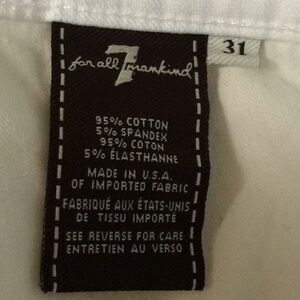 7
for all mankind
31
95% COTTON
5% SPANDEX
95% COTON
5% ÉLASTHANNE
MADE IN U.S.A.
OF IMPORTED FABRIC
FABRIQUÉ AUX ÉTATS-UNIS
DE TISSU IMPORTÉ
SEE REVERSE FOR CARE
ENTRETIEN AU VERSO